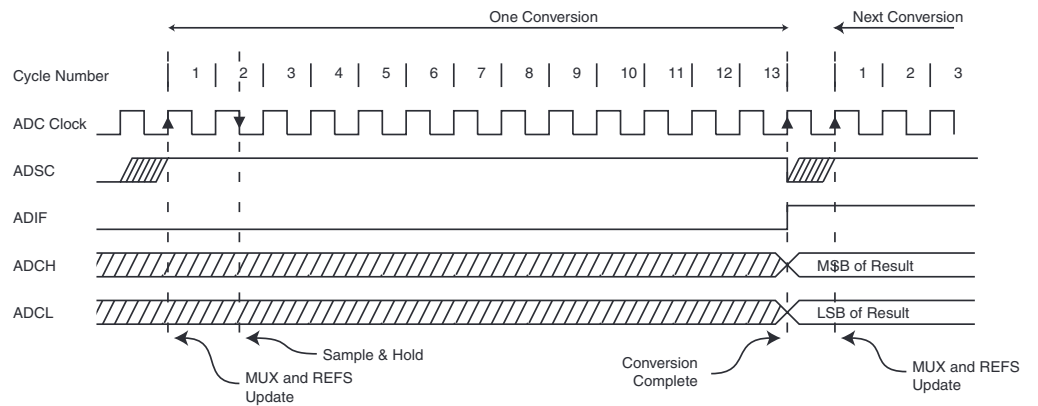 One Conversion
Next Conversion
Cycle Number
1 2 3 4 5 6 7 8 9 10 11 12 13 1 2 3
ADC Clock
ADSC
ADIF
ADCH
MSB of Result
ADCL
LSB of Result
Sample & Hold
MUX and REFS
Update
Conversion
Complete
MUX and REFS
Update